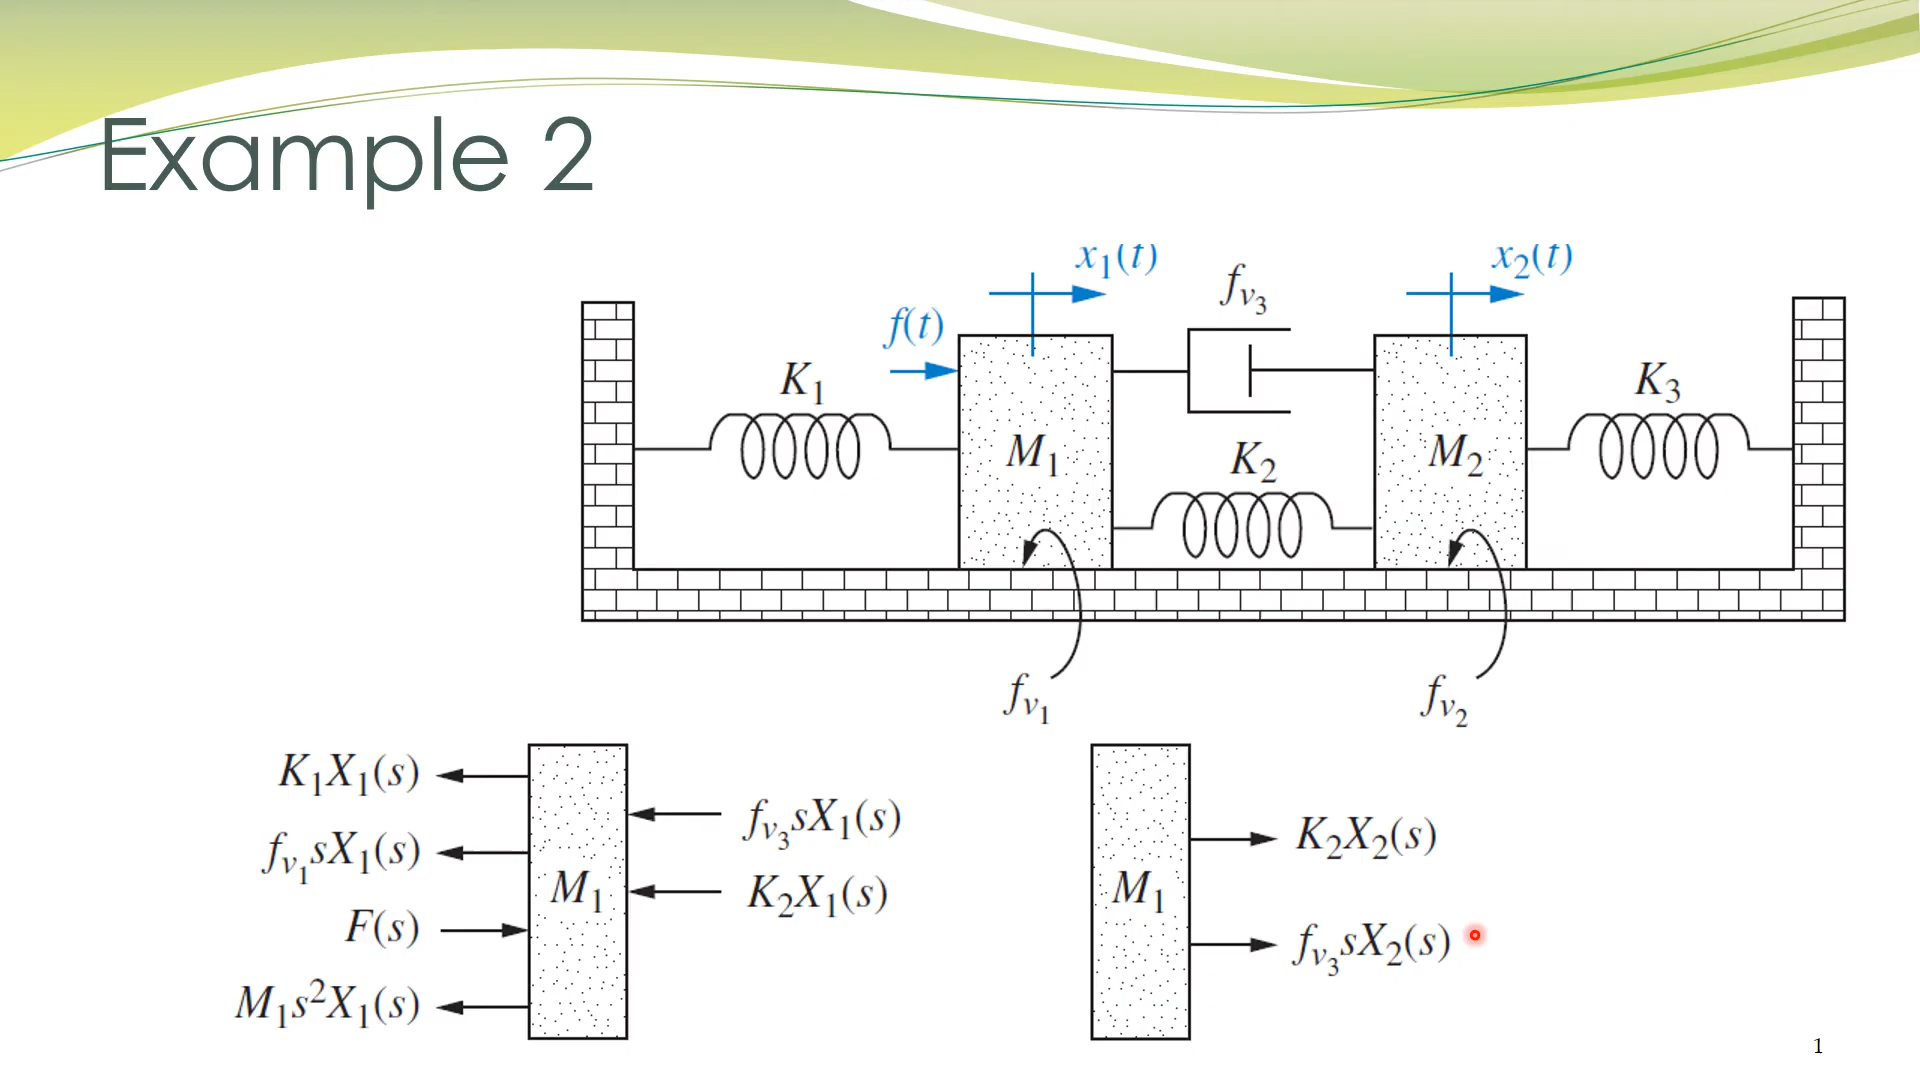 Example 2
x₁(t)
x₂(t)
f_v₃
f(t)
K₁
K₃
M₁
K₂
M₂
f_v₁
f_v₂
K₁X₁(s)
f_v₁sX₁(s)
F(s)
M₁s²X₁(s)
M₁
f_v₃sX₁(s)
K₂X₁(s)
M₁
K₂X₂(s)
f_v₃sX₂(s)
1